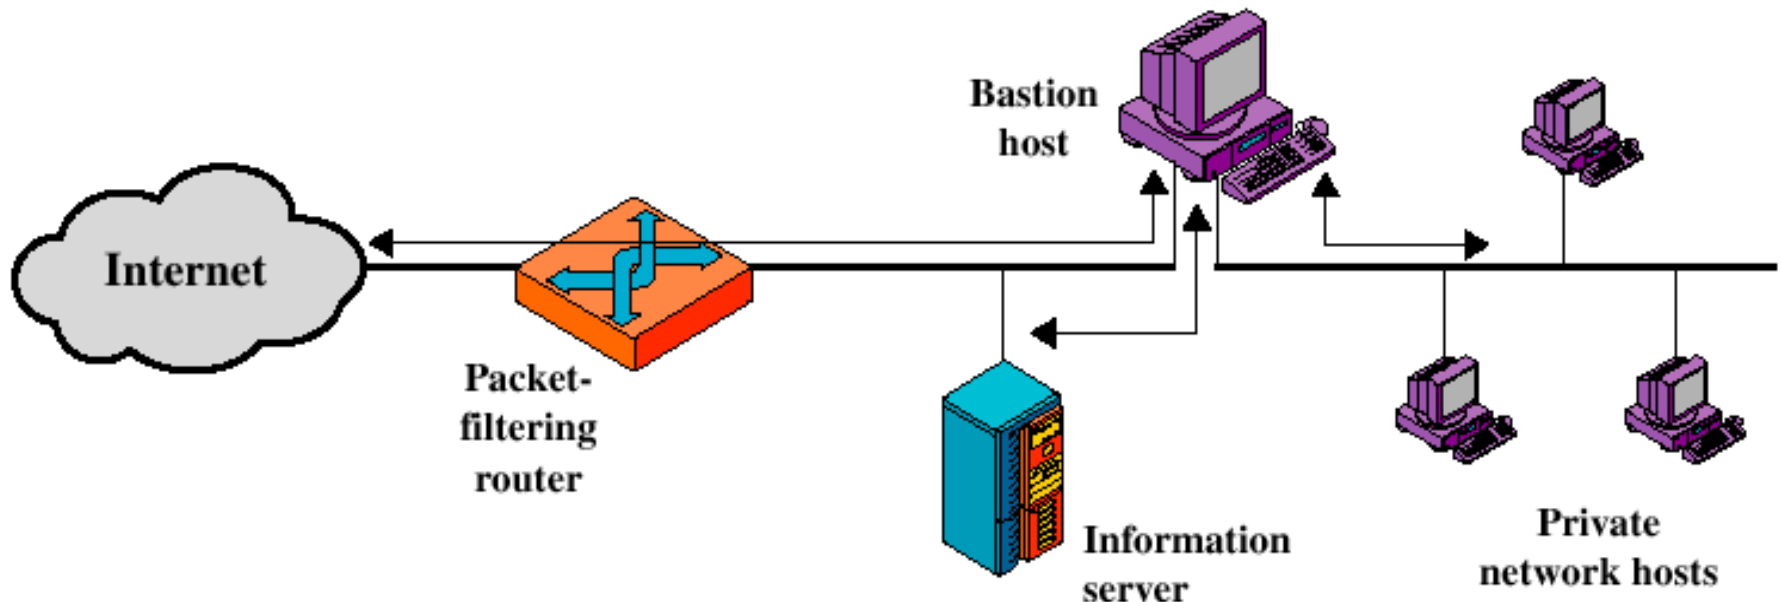 Bastion
host
Internet
Packet-
filtering
router
Information
server
Private
network hosts